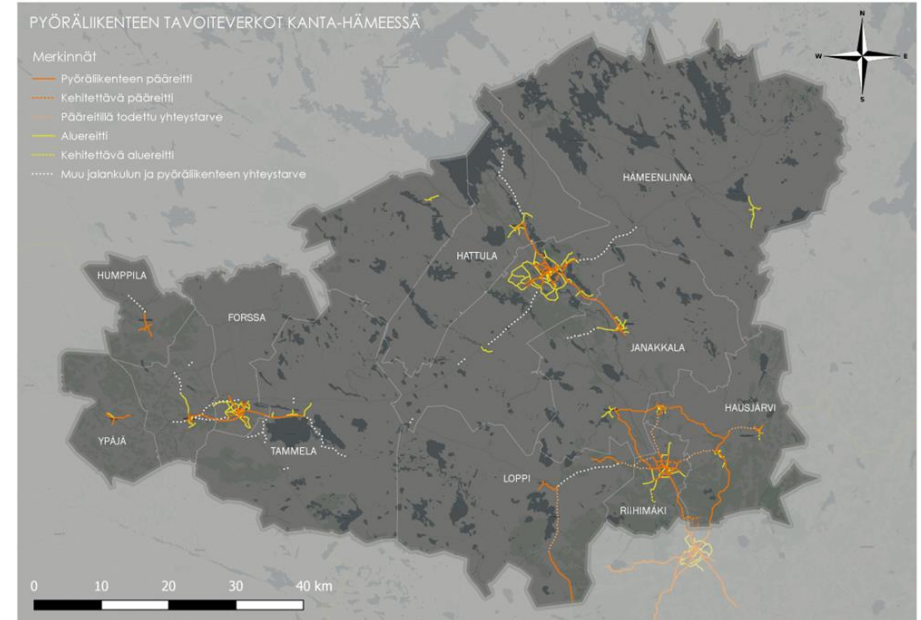 PYÖRÄLIIKENTEEN TAVOITEVERKOT KANTA-HÄMEESSÄ
Merkinnät
Pyöräliikenteen pääreitti
Kehitettävä pääreitti
Pääreitillä todettu yhteystarve
Aluereitti
Kehitettävä aluereitti
Muu jalankulun ja pyöräliikenteen yhteystarve
N
W
E
S
HÄMEENLINNA
HATTULA
HUMPPILA
FORSSA
JANAKKALA
HAUSJÄRVI
YPÄJÄ
TAMMELA
LOPPI
RIIHIMÄKI
0 10 20 30 40 km